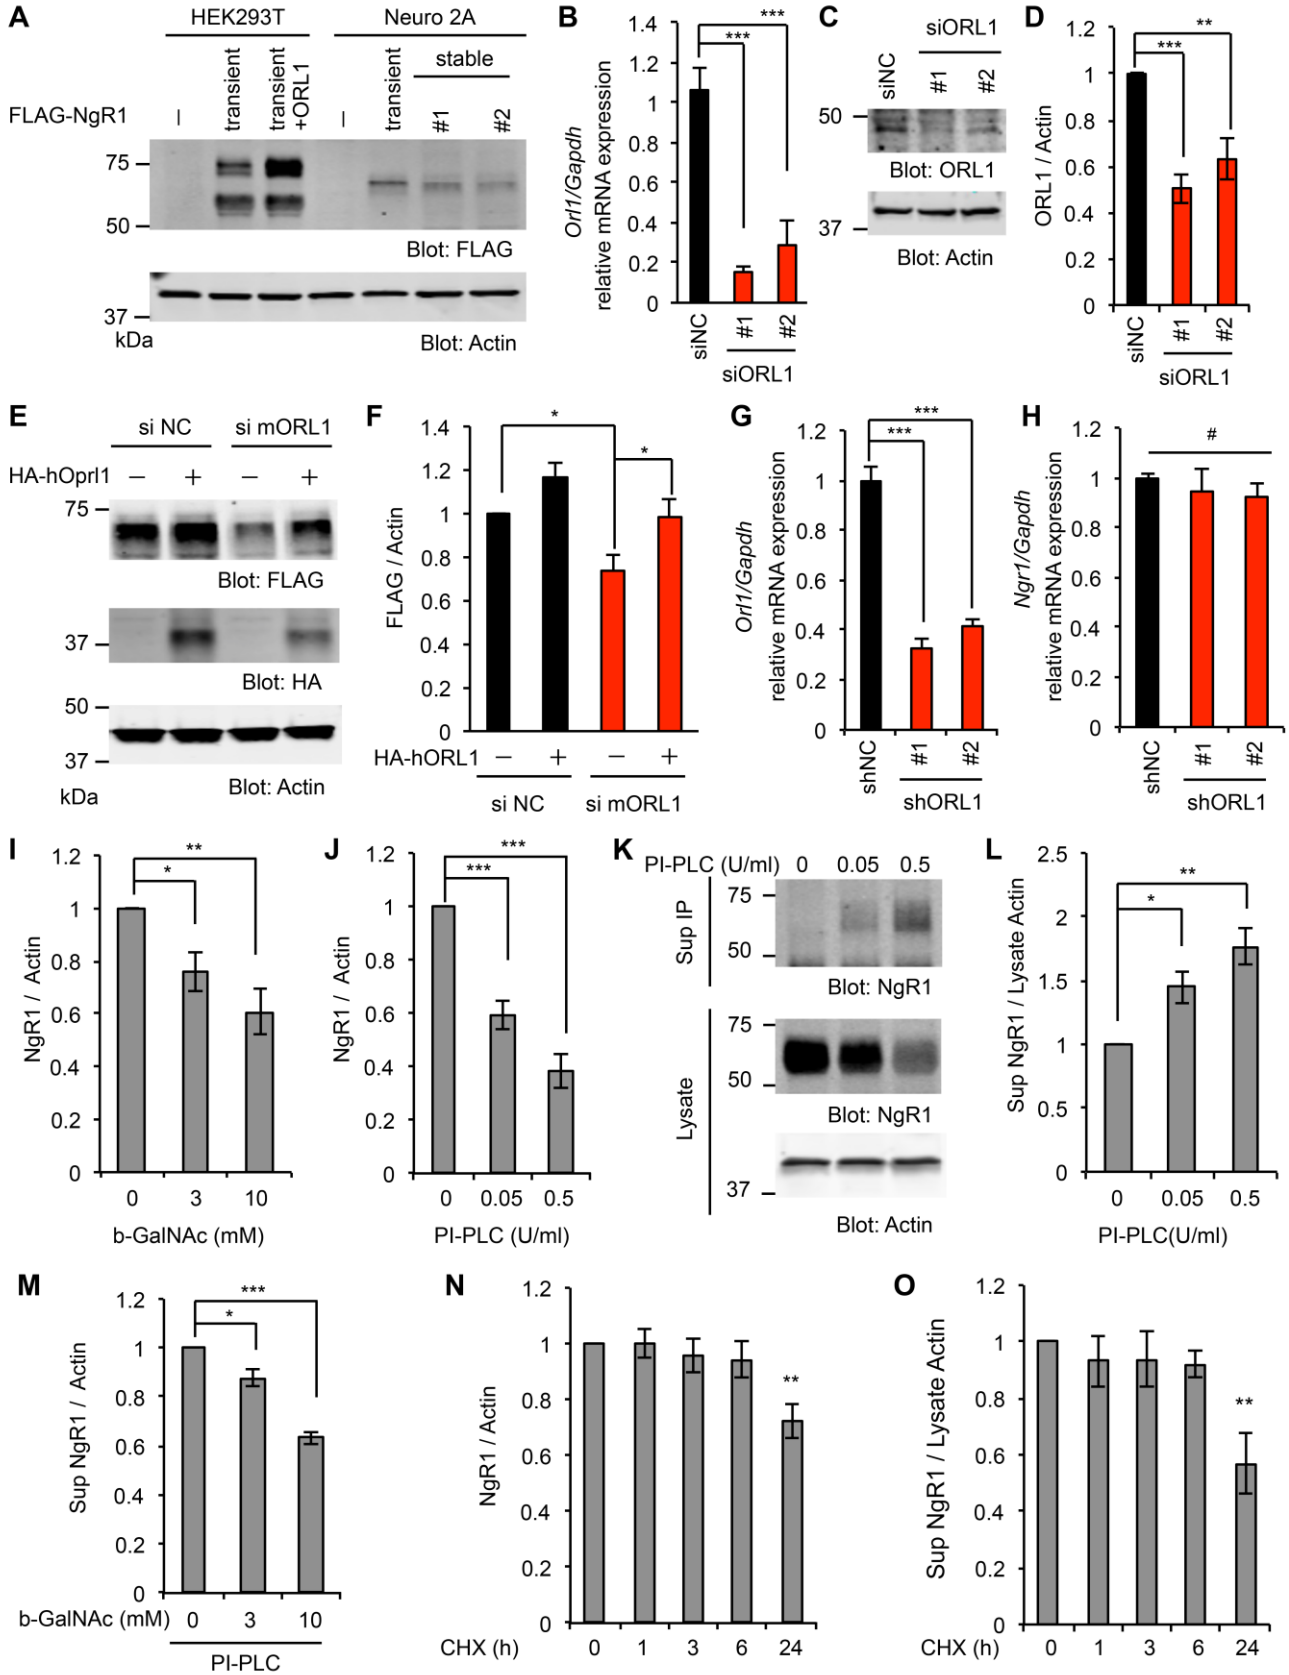 A
HEK293T
Neuro 2A
stable
FLAG-NgR1
–
transient
transient
+ORL1
–
transient
#1
#2
75
50
Blot: FLAG
37
kDa
Blot: Actin
B
Orl1/Gapdh
relative mRNA expression
1.4
1.2
1
0.8
0.6
0.4
0.2
0
***
***
siNC
#1
#2
siORL1
C
siORL1
siNC
#1
#2
50
Blot: ORL1
37
Blot: Actin
D
ORL1 / Actin
1.2
1
0.8
0.6
0.4
0.2
0
**
***
siNC
#1
#2
siORL1
E
si NC
si mORL1
HA-hOprl1
–
+
–
+
75
Blot: FLAG
37
Blot: HA
50
37
kDa
Blot: Actin
F
FLAG / Actin
1.4
1.2
1
0.8
0.6
0.4
0.2
0
*
*
HA-hORL1
–
+
–
+
si NC
si mORL1
G
Orl1/Gapdh
relative mRNA expression
1.2
1
0.8
0.6
0.4
0.2
0
***
***
shNC
#1
#2
shORL1
H
Ngr1/Gapdh
relative mRNA expression
1.2
1
0.8
0.6
0.4
0.2
0
#
shNC
#1
#2
shORL1
I
NgR1 / Actin
1.2
1
0.8
0.6
0.4
0.2
0
**
*
0 3 10
b-GalNAc (mM)
J
NgR1 / Actin
1.2
1
0.8
0.6
0.4
0.2
0
***
***
0 0.05 0.5
PI-PLC (U/ml)
K
PI-PLC (U/ml) 0 0.05 0.5
Sup IP
75
50
Blot: NgR1
Lysate
75
50
Blot: NgR1
37
Blot: Actin
L
Sup NgR1 / Lysate Actin
2.5
2
1.5
1
0.5
0
**
*
0 0.05 0.5
PI-PLC(U/ml)
M
Sup NgR1 / Actin
1.2
1
0.8
0.6
0.4
0.2
0
***
*
b-GalNAc (mM) 0 3 10
PI-PLC
N
NgR1 / Actin
1.2
1
0.8
0.6
0.4
0.2
0
**
CHX (h) 0 1 3 6 24
O
Sup NgR1 / Lysate Actin
1.2
1
0.8
0.6
0.4
0.2
0
**
CHX (h) 0 1 3 6 24